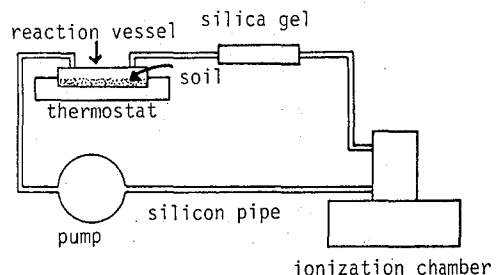 silica gel
reaction vessel
soil
thermostat
silicon pipe
pump
ionization chamber